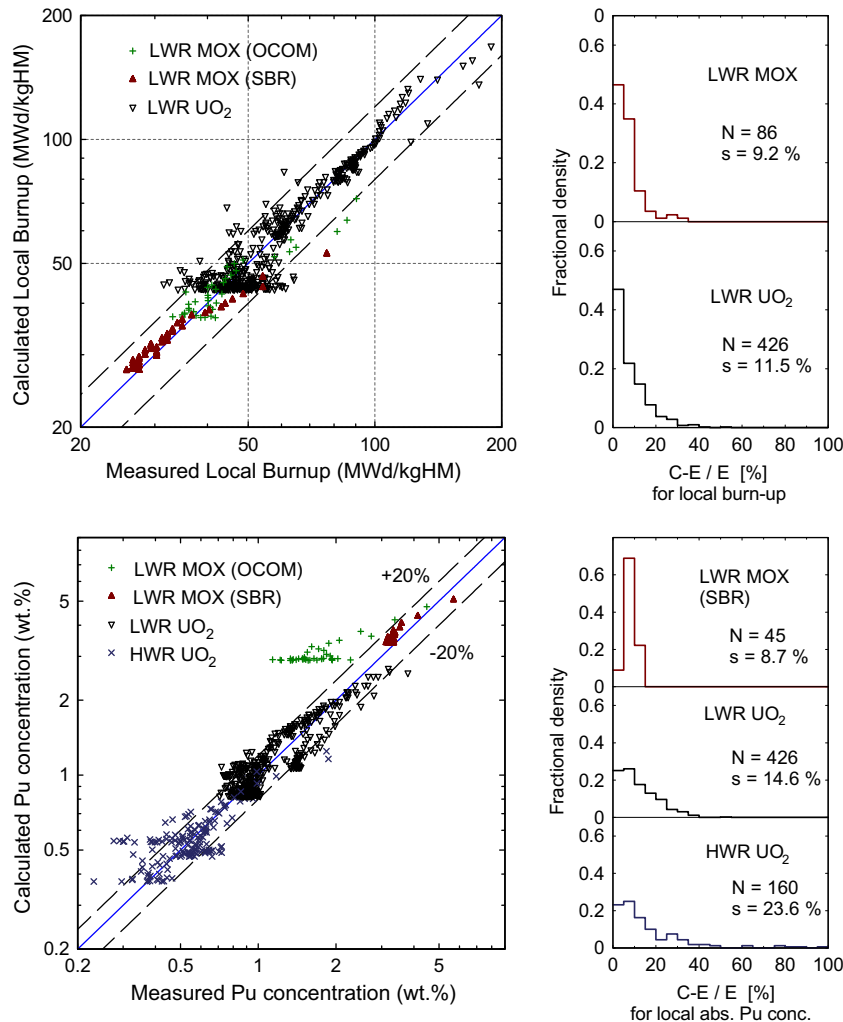 200
100
50
20
20
50
100
200
Calculated Local Burnup (MWd/kgHM)
Measured Local Burnup (MWd/kgHM)
LWR MOX (OCOM)
LWR MOX (SBR)
LWR UO2
0
0.4
0.2
0
0.4
0.2
0
0
20
40
60
80
100
Fractional density
LWR MOX
N = 86
s = 9.2 %
LWR UO2
N = 426
s = 11.5 %
C-E / E [%]
for local burn-up
5
2
1
0.5
0.2
0.2
0.5
1
2
5
Calculated Pu concentration (wt.%)
Measured Pu concentration (wt.%)
LWR MOX (OCOM)
LWR MOX (SBR)
LWR UO2
HWR UO2
+20%
-20%
0.6
0.4
0.2
0
0.6
0.4
0.2
0
0.6
0.4
0.2
0
0
20
40
60
80
100
Fractional density
LWR MOX
(SBR)
N = 45
s = 8.7 %
LWR UO2
N = 426
s = 14.6 %
HWR UO2
N = 160
s = 23.6 %
C-E / E [%]
for local abs. Pu conc.